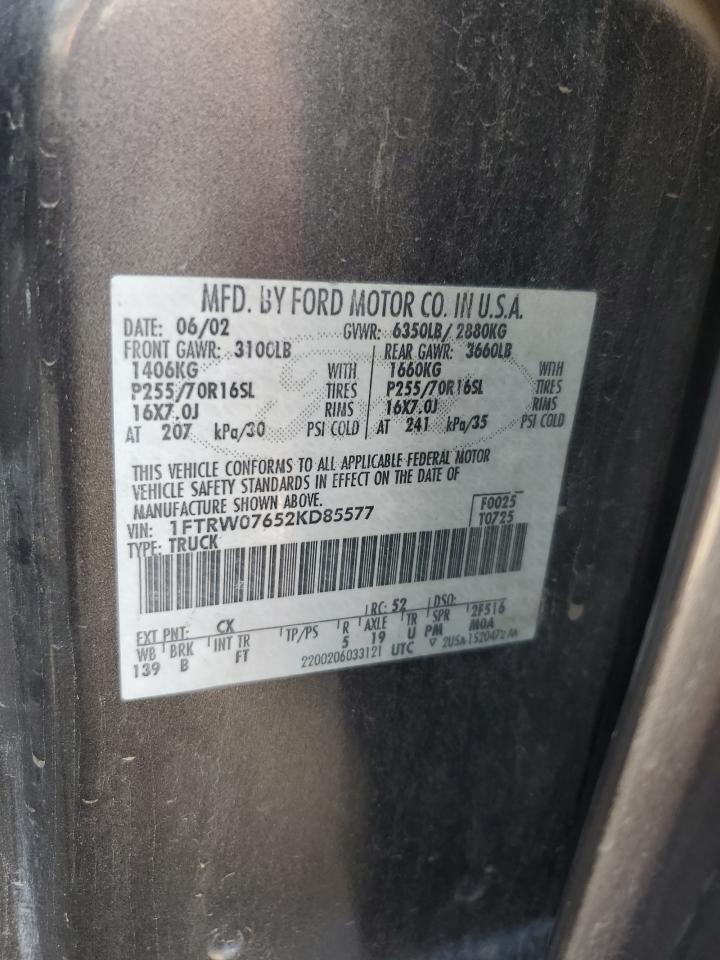 MFD. BY FORD MOTOR CO. IN U.S.A.
DATE: 06/02 GVWR: 6350LB/ 2880KG
FRONT GAWR: 3100LB REAR GAWR: 3660LB
1406KG WITH 1660KG WITH
P255/70R16SL TIRES P255/70R16SL TIRES
16X7.0J RIMS 16X7.0J RIMS
AT 207 kPa/30 PSI COLD AT 241 kPa/35 PSI COLD
THIS VEHICLE CONFORMS TO ALL APPLICABLE FEDERAL MOTOR
VEHICLE SAFETY STANDARDS IN EFFECT ON THE DATE OF
MANUFACTURE SHOWN ABOVE.
VIN: 1FTRW07652KD85577 F0025
TYPE: TRUCK T0725
EXT PNT: CX RC: 52 DSO: 2F516
WB BRK INT TR TP/PS R AXLE TR SPR MOA
139 B FT 5 19 U PM
2200206033121 UTC